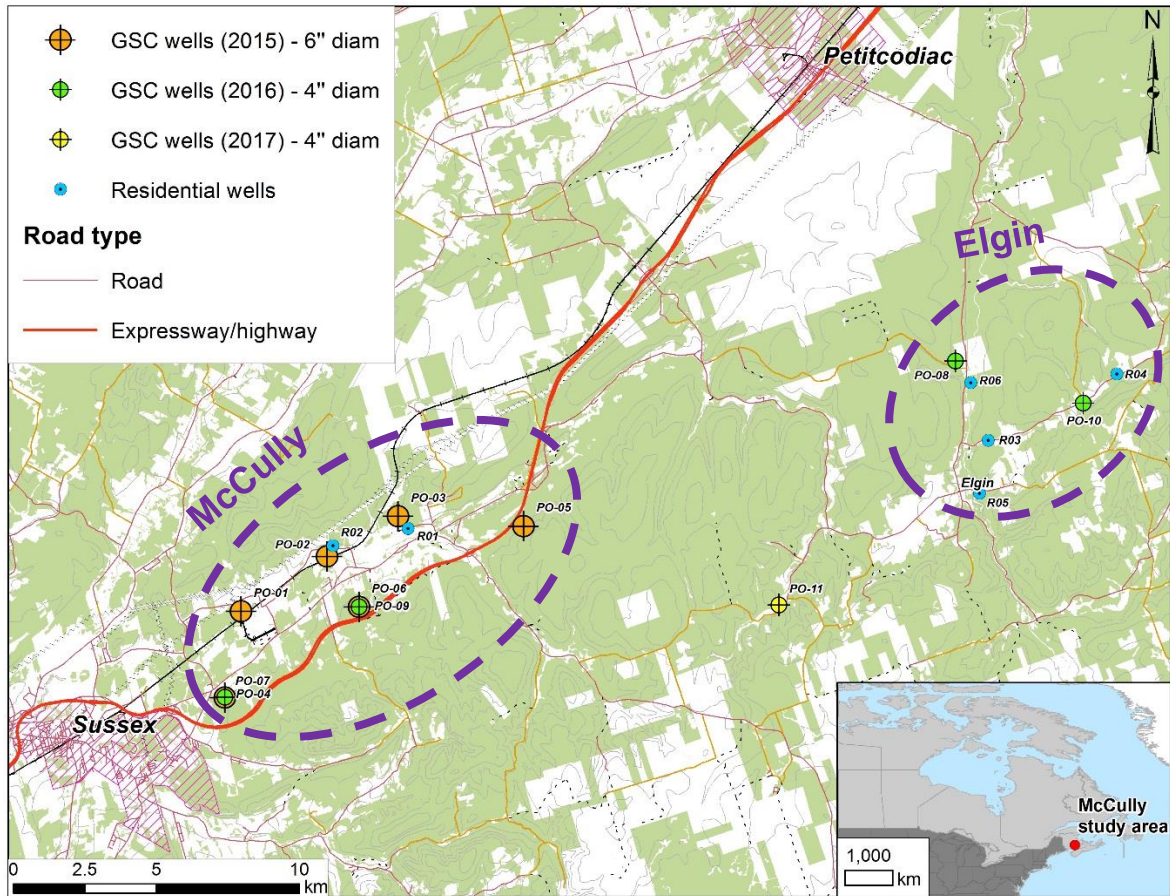 GSC wells (2015) - 6" diam
GSC wells (2016) - 4" diam
GSC wells (2017) - 4" diam
Residential wells
Road type
Road
Expressway/highway
Petitcodiac
N
Elgin
PO-08
R06
R04
PO-10
R03
Elgin
R05
McCully
PO-03
R01
PO-05
R02
PO-02
PO-01
PO-06
PO-09
PO-11
PO-07
PO-04
Sussex
0 2.5 5 10
km
McCully
study area
1,000
km